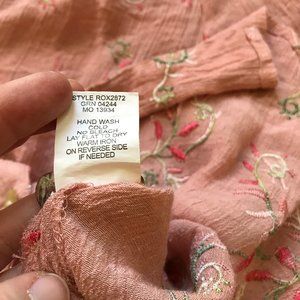 STYLE ROX2872
GRN 04244
MO 13934
HAND WASH
COLD
NO BLEACH
LAY FLAT TO DRY
WARM IRON
ON REVERSE SIDE
IF NEEDED